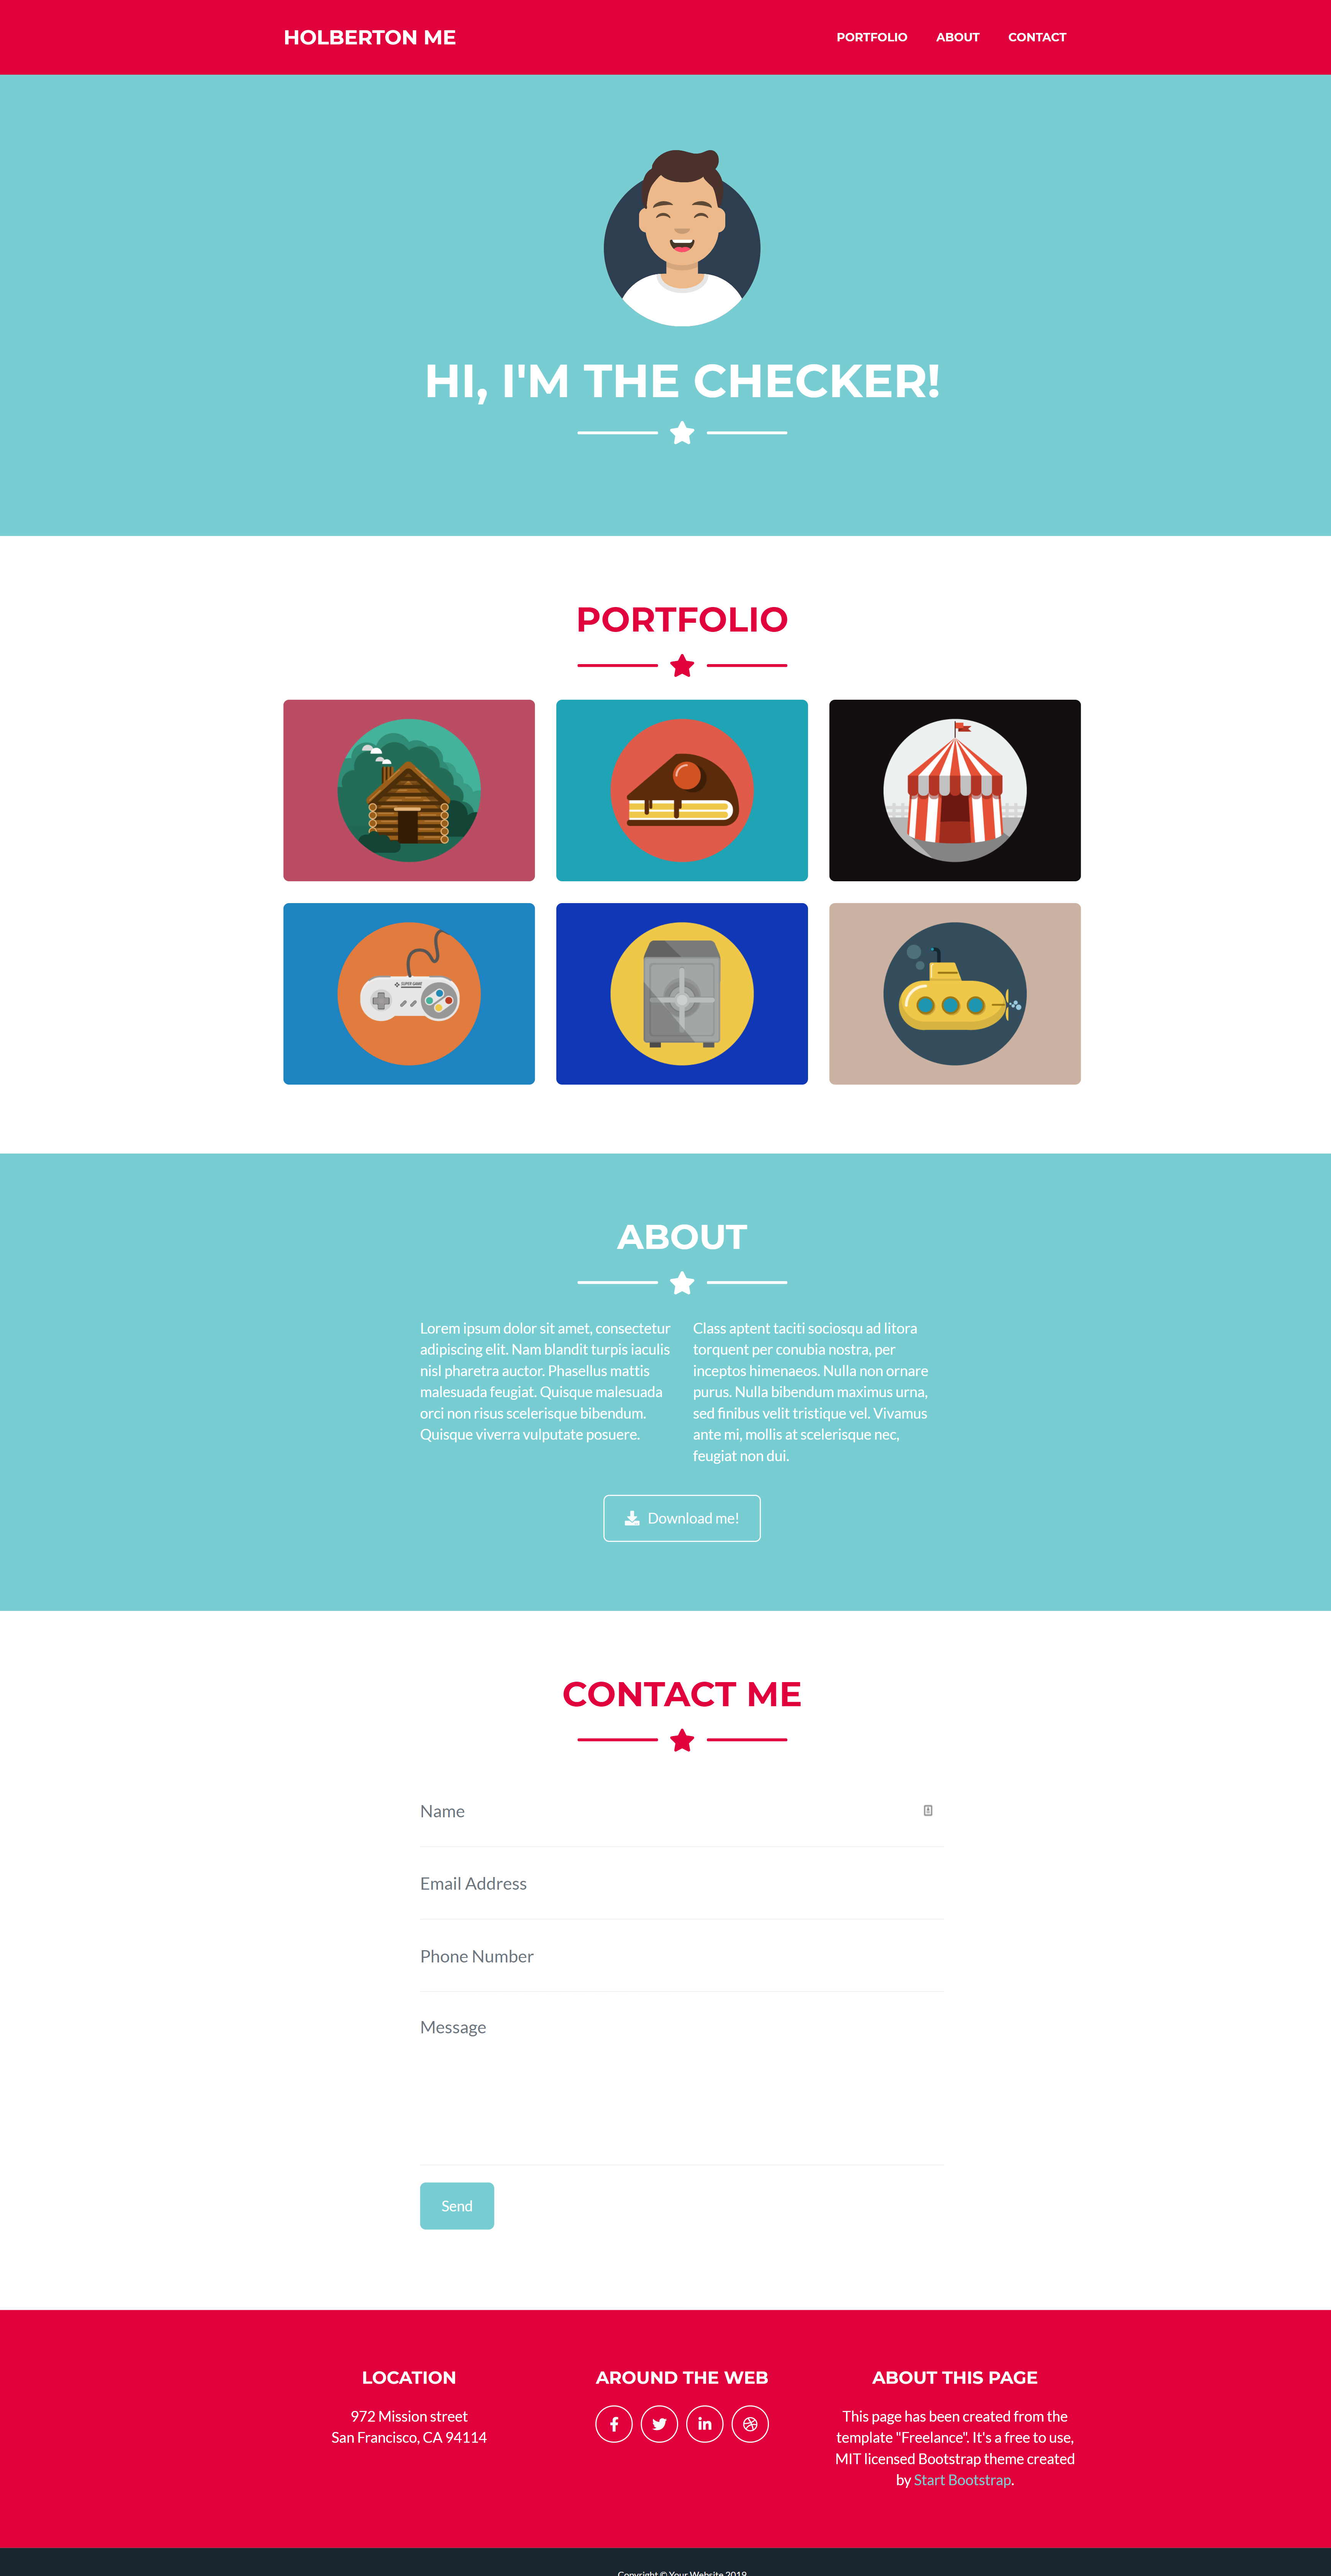 HOLBERTON ME
PORTFOLIO
ABOUT
CONTACT
HI, I'M THE CHECKER!
PORTFOLIO
SUPER GAME
ABOUT
Lorem ipsum dolor sit amet, consectetur
adipiscing elit. Nam blandit turpis iaculis
nisl pharetra auctor. Phasellus mattis
malesuada feugiat. Quisque malesuada
orci non risus scelerisque bibendum.
Quisque viverra vulputate posuere.
Class aptent taciti sociosqu ad litora
torquent per conubia nostra, per
inceptos himenaeos. Nulla non ornare
purus. Nulla bibendum maximus urna,
sed finibus velit tristique vel. Vivamus
ante mi, mollis at scelerisque nec,
feugiat non dui.
Download me!
CONTACT ME
Name
Email Address
Phone Number
Message
Send
LOCATION
972 Mission street
San Francisco, CA 94114
AROUND THE WEB
ABOUT THIS PAGE
This page has been created from the
template "Freelance". It's a free to use,
MIT licensed Bootstrap theme created
by Start Bootstrap.
Copyright © Your Website 2019